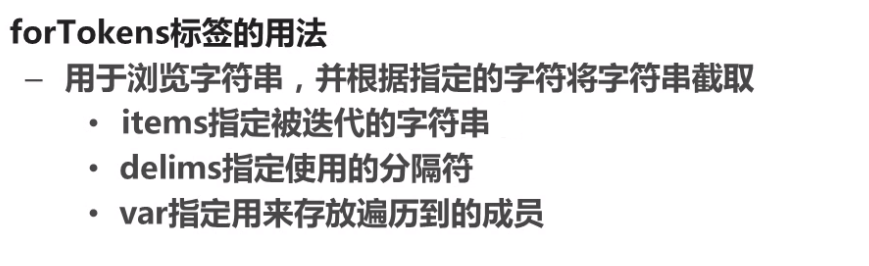 forTokens标签的用法
– 用于浏览字符串，并根据指定的字符将字符串截取
• items指定被迭代的字符串
• delims指定使用的分隔符
• var指定用来存放遍历到的成员